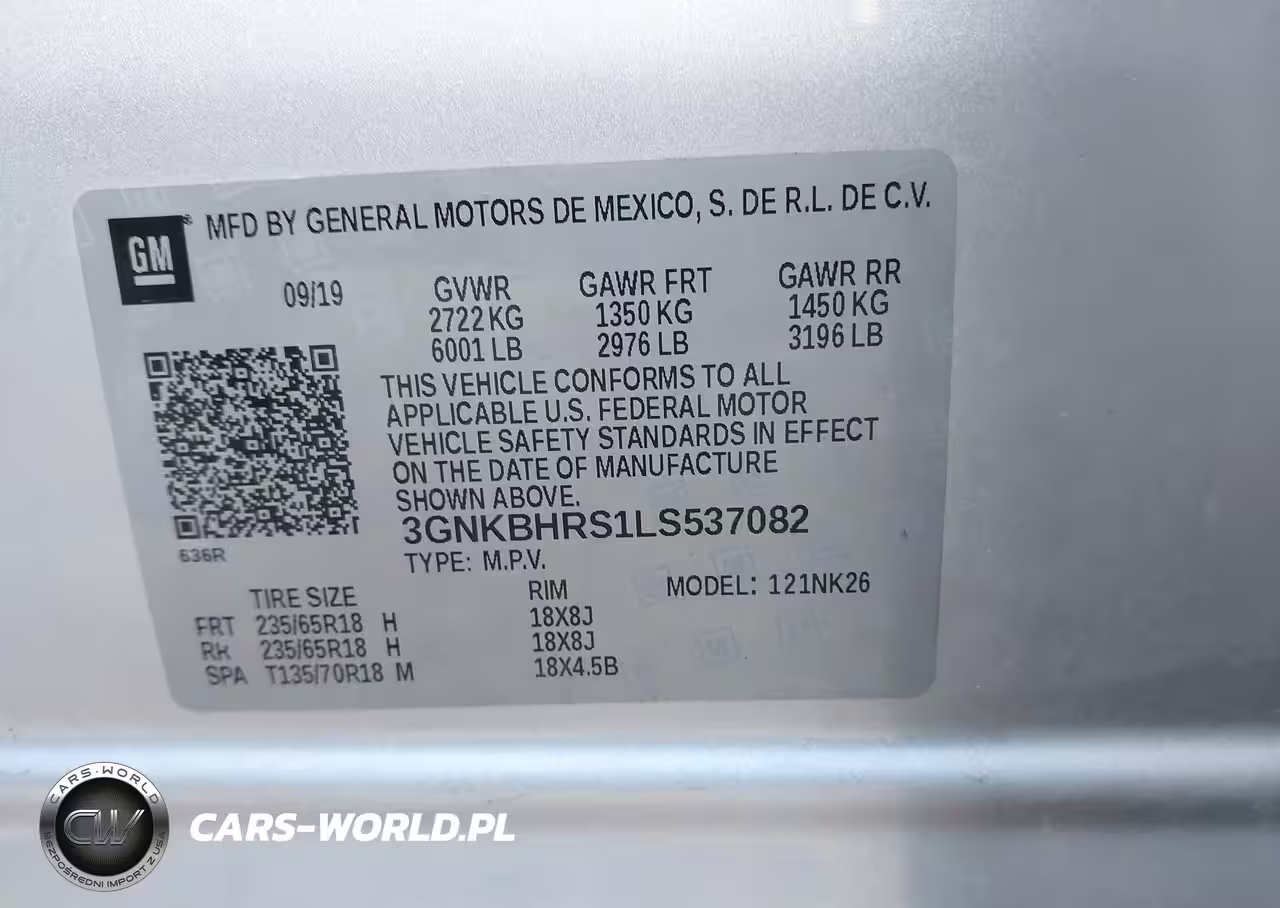 GM
® MFD BY GENERAL MOTORS DE MEXICO, S. DE R.L. DE C.V.
09/19
GVWR GAWR FRT GAWR RR
2722 KG 1350 KG 1450 KG
6001 LB 2976 LB 3196 LB
THIS VEHICLE CONFORMS TO ALL
APPLICABLE U.S. FEDERAL MOTOR
VEHICLE SAFETY STANDARDS IN EFFECT
ON THE DATE OF MANUFACTURE
SHOWN ABOVE.
3GNKBHRS1LS537082
636R
TYPE: M.P.V.
MODEL: 121NK26
TIRE SIZE RIM
FRT 235/65R18 H 18X8J
RR 235/65R18 H 18X8J
SPA T135/70R18 M 18X4.5B
CARS-WORLD
CW
BEZPOŚREDNI IMPORT Z USA
CARS-WORLD.PL